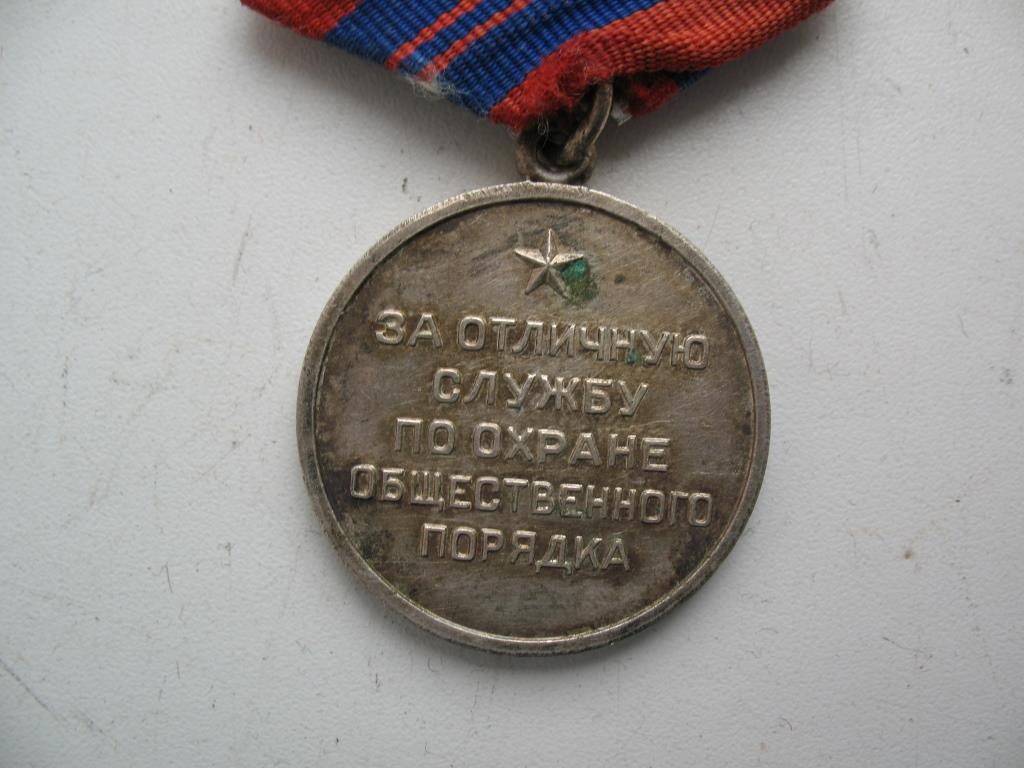 ЗА ОТЛИЧНУЮ
СЛУЖБУ
ПО ОХРАНЕ
ОБЩЕСТВЕННОГО
ПОРЯДКА